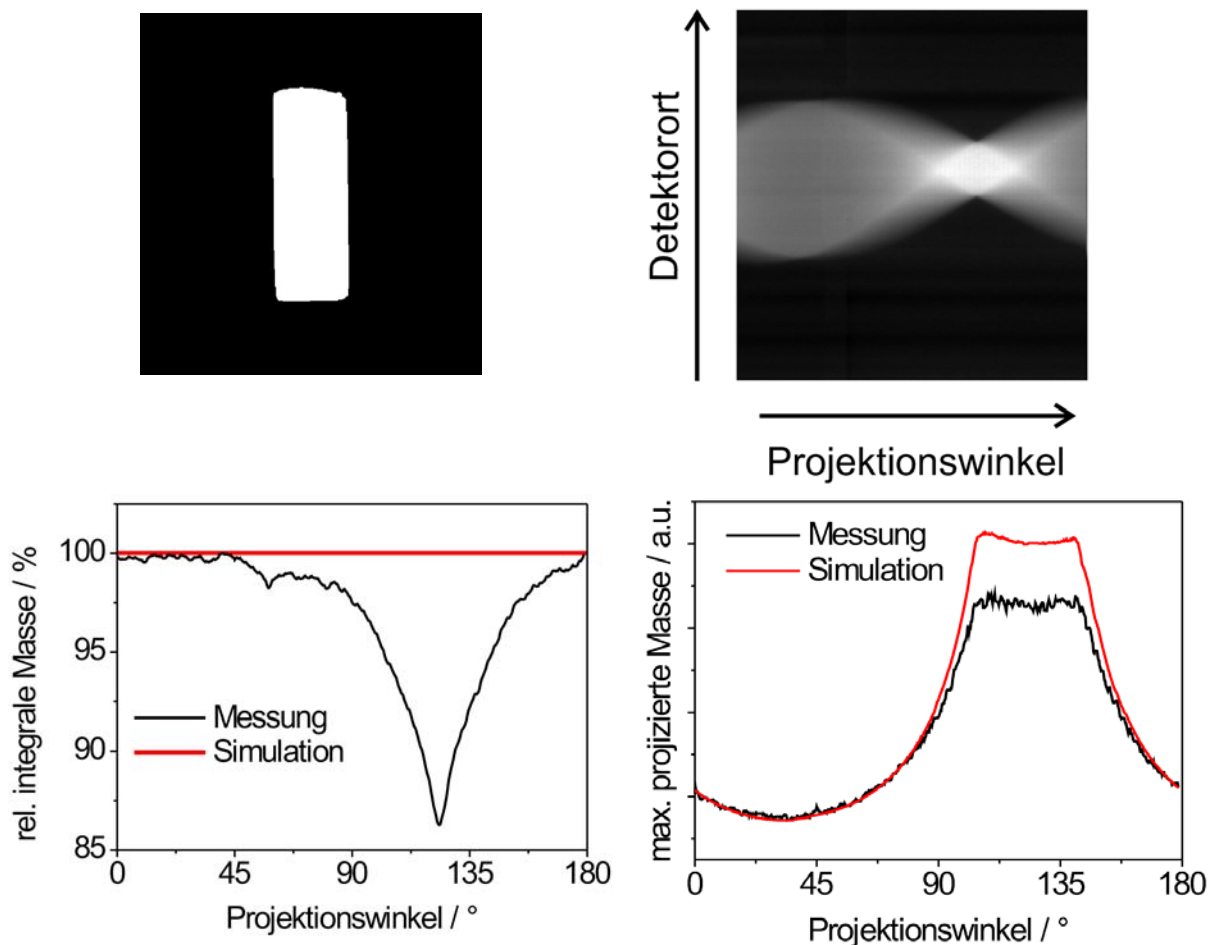 Detektorort
Projektionswinkel
rel. integrale Masse / %
100
95
90
85
Messung
Simulation
0 45 90 135 180
Projektionswinkel / °
max. projizierte Masse / a.u.
Messung
Simulation
0 45 90 135 180
Projektionswinkel / °